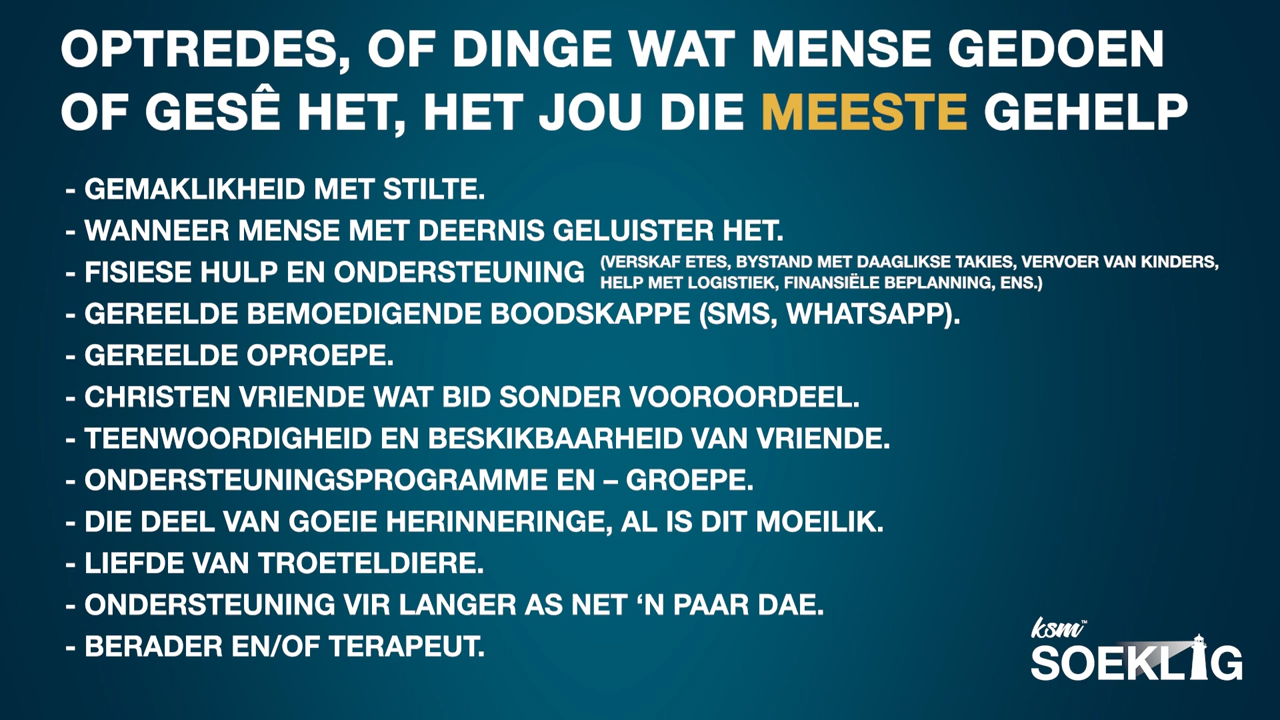 OPTREDES, OF DINGE WAT MENSE GEDOEN
OF GESÊ HET, HET JOU DIE MEESTE GEHELP
- GEMAKLIKHEID MET STILTE.
- WANNEER MENSE MET DEERNIS GELUISTER HET.
- FISIESE HULP EN ONDERSTEUNING (VERSKAF ETES, BYSTAND MET DAAGLIKSE TAKIES, VERVOER VAN KINDERS,
HELP MET LOGISTIEK, FINANSIËLE BEPLANNING, ENS.)
- GEREELDE BEMOEDIGENDE BOODSKAPPE (SMS, WHATSAPP).
- GEREELDE OPROEPE.
- CHRISTEN VRIENDE WAT BID SONDER VOOROORDEEL.
- TEENWOORDIGHEID EN BESKIKBAARHEID VAN VRIENDE.
- ONDERSTEUNINGSPROGRAMME EN – GROEPE.
- DIE DEEL VAN GOEIE HERINNERINGE, AL IS DIT MOEILIK.
- LIEFDE VAN TROETELDIERE.
- ONDERSTEUNING VIR LANGER AS NET ‘N PAAR DAE.
- BERADER EN/OF TERAPEUT.
ksm™
SOEKLIG